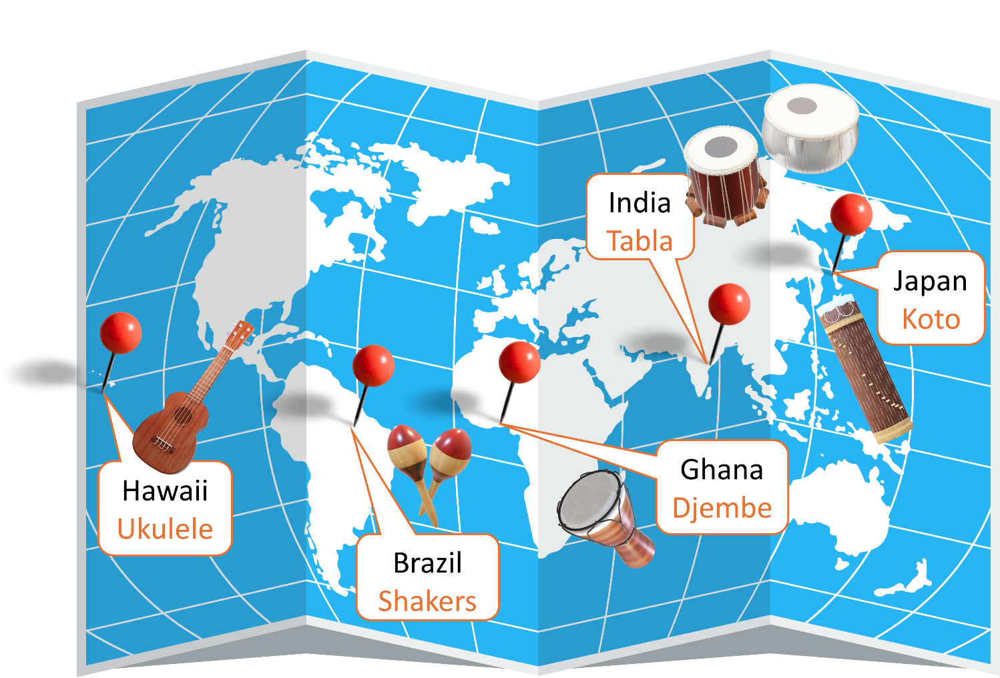 India
Tabla
Japan
Koto
Hawaii
Ukulele
Ghana
Djembe
Brazil
Shakers